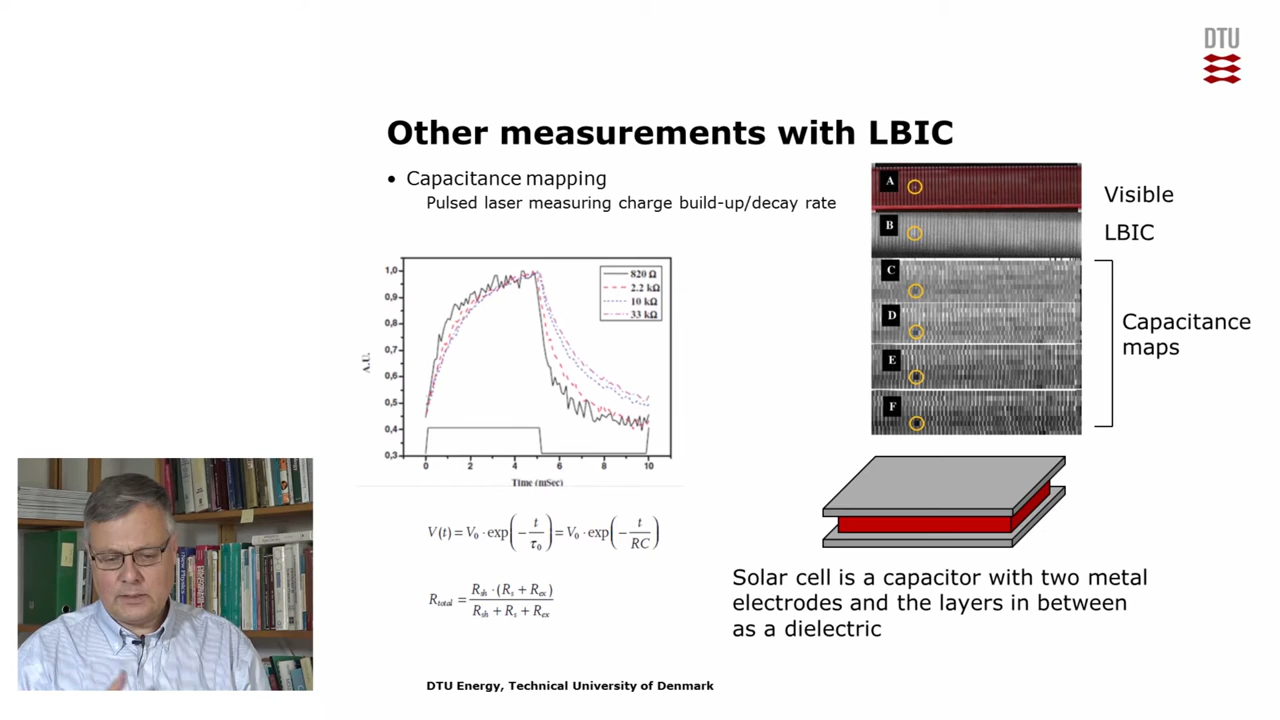 DTU
Other measurements with LBIC
• Capacitance mapping
Pulsed laser measuring charge build-up/decay rate
A
B
C
D
E
F
Visible
LBIC
Capacitance
maps
1,0
0,9
0,8
0,7
0,6
0,5
0,4
0,3
A.U.
820 Ω
2.2 kΩ
10 kΩ
33 kΩ
0 2 4 6 8 10
Time (mSec)
V(t) = V₀ · exp(− t/τ₀) = V₀ · exp(− t/RC)
R_total = R_sh · (R_s + R_ex) / R_sh + R_s + R_ex
Solar cell is a capacitor with two metal
electrodes and the layers in between
as a dielectric
DTU Energy, Technical University of Denmark